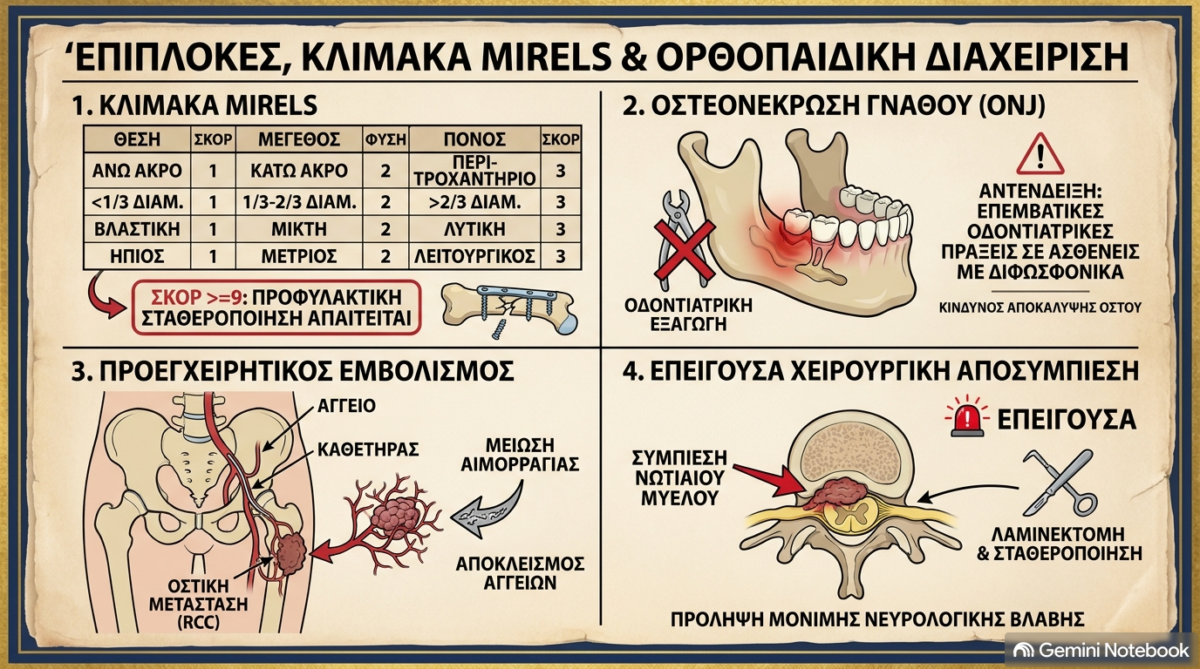 ‘ΕΠΙΠΛΟΚΕΣ, ΚΛΙΜΑΚΑ MIRELS & ΟΡΘΟΠΑΙΔΙΚΗ ΔΙΑΧΕΙΡΙΣΗ
1. ΚΛΙΜΑΚΑ MIRELS
ΘΕΣΗ ΣΚΟΡ ΜΕΓΕΘΟΣ ΦΥΣΗ ΠΟΝΟΣ ΣΚΟΡ
ΑΝΩ ΑΚΡΟ 1 ΚΑΤΩ ΑΚΡΟ 2 ΠΕΡΙ-
ΤΡΟΧΑΝΤΗΡΙΟ 3
<1/3 ΔΙΑΜ. 1 1/3-2/3 ΔΙΑΜ. 2 >2/3 ΔΙΑΜ. 3
ΒΛΑΣΤΙΚΗ 1 ΜΙΚΤΗ 2 ΛΥΤΙΚΗ 3
ΗΠΙΟΣ 1 ΜΕΤΡΙΟΣ 2 ΛΕΙΤΟΥΡΓΙΚΟΣ 3
ΣΚΟΡ >=9: ΠΡΟΦΥΛΑΚΤΙΚΗ
ΣΤΑΘΕΡΟΠΟΙΗΣΗ ΑΠΑΙΤΕΙΤΑΙ
2. ΟΣΤΕΟΝΕΚΡΩΣΗ ΓΝΑΘΟΥ (ONJ)
ΟΔΟΝΤΙΑΤΡΙΚΗ
ΕΞΑΓΩΓΗ
ΑΝΤΕΝΔΕΙΞΗ:
ΕΠΕΜΒΑΤΙΚΕΣ
ΟΔΟΝΤΙΑΤΡΙΚΕΣ
ΠΡΑΞΕΙΣ ΣΕ ΑΣΘΕΝΕΙΣ
ΜΕ ΔΙΦΩΣΦΟΝΙΚΑ
ΚΙΝΔΥΝΟΣ ΑΠΟΚΑΛΥΨΗΣ ΟΣΤΟΥ
3. ΠΡΟΕΓΧΕΙΡΗΤΙΚΟΣ ΕΜΒΟΛΙΣΜΟΣ
ΑΓΓΕΙΟ
ΚΑΘΕΤΗΡΑΣ
ΜΕΙΩΣΗ
ΑΙΜΟΡΡΑΓΙΑΣ
ΑΠΟΚΛΕΙΣΜΟΣ
ΑΓΓΕΙΩΝ
ΟΣΤΙΚΗ
ΜΕΤΑΣΤΑΣΗ
(RCC)
4. ΕΠΕΙΓΟΥΣΑ ΧΕΙΡΟΥΡΓΙΚΗ ΑΠΟΣΥΜΠΙΕΣΗ
ΕΠΕΙΓΟΥΣΑ
ΣΥΜΠΙΕΣΗ
ΝΩΤΙΑΙΟΥ
ΜΥΕΛΟΥ
ΛΑΜΙΝΕΚΤΟΜΗ
& ΣΤΑΘΕΡΟΠΟΙΗΣΗ
ΠΡΟΛΗΨΗ ΜΟΝΙΜΗΣ ΝΕΥΡΟΛΟΓΙΚΗΣ ΒΛΑΒΗΣ
Gemini Notebook